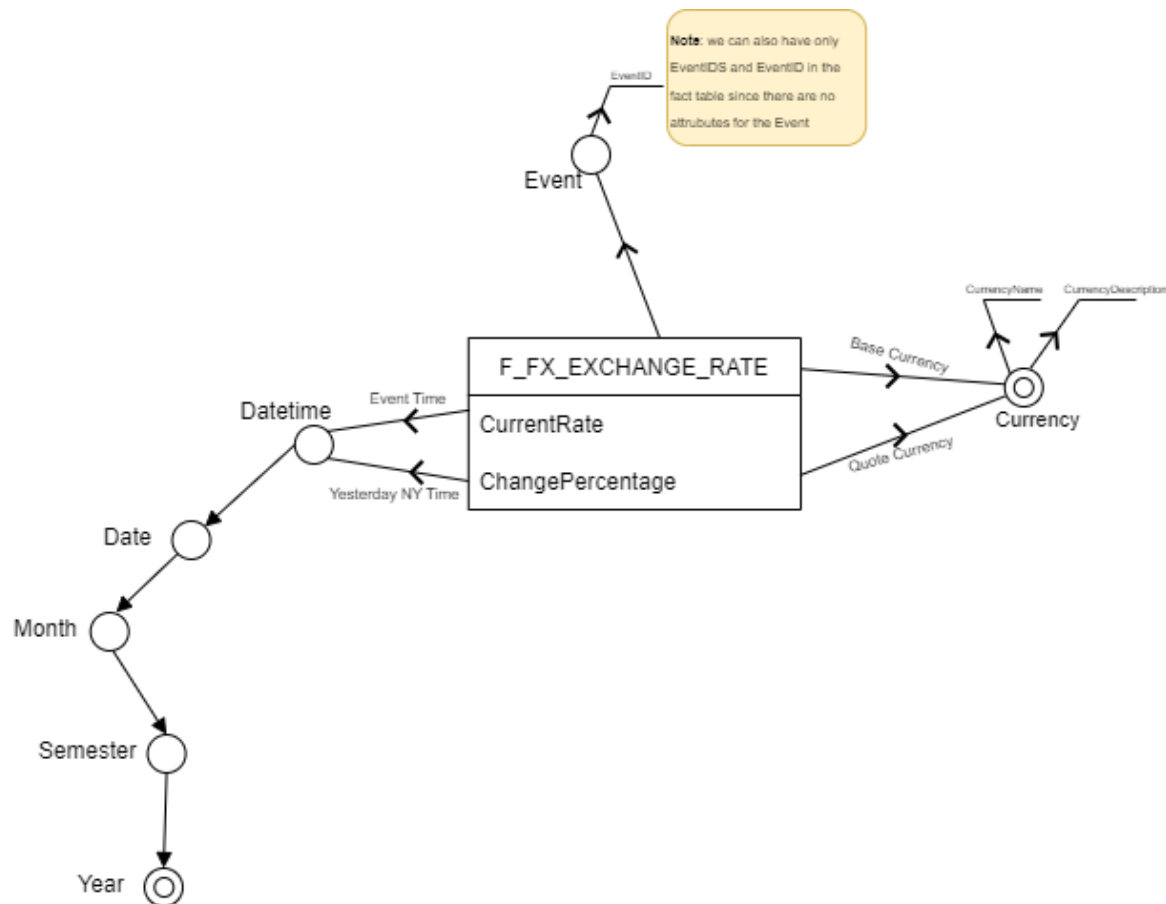 Note: we can also have only
EventIDS and EventID in the
fact table since there are no
attrubutes for the Event
EventID
Event
CurrencyName
CurrencyDescription
F_FX_EXCHANGE_RATE
CurrentRate
ChangePercentage
Base Currency
Quote Currency
Currency
Event Time
Yesterday NY Time
Datetime
Date
Month
Semester
Year